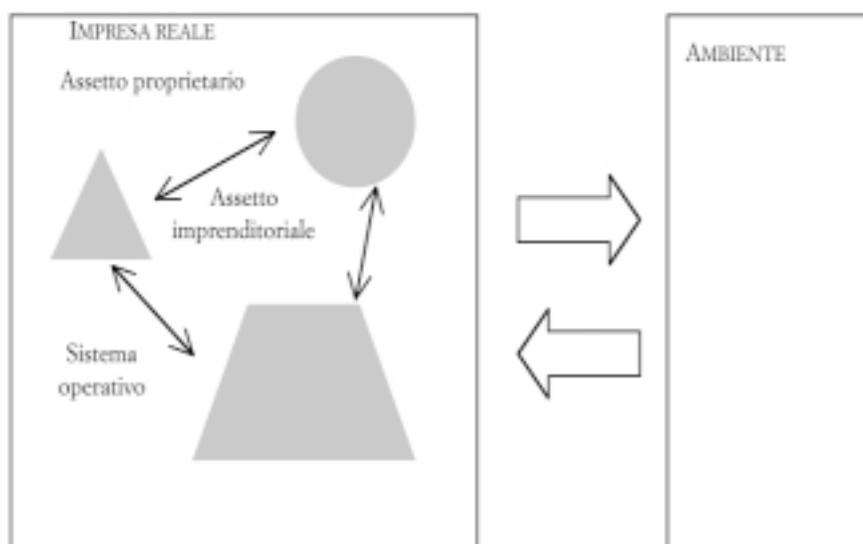 IMPRESA REALE
Assetto proprietario
AMBIENTE
Assetto
imprenditoriale
Sistema
operativo